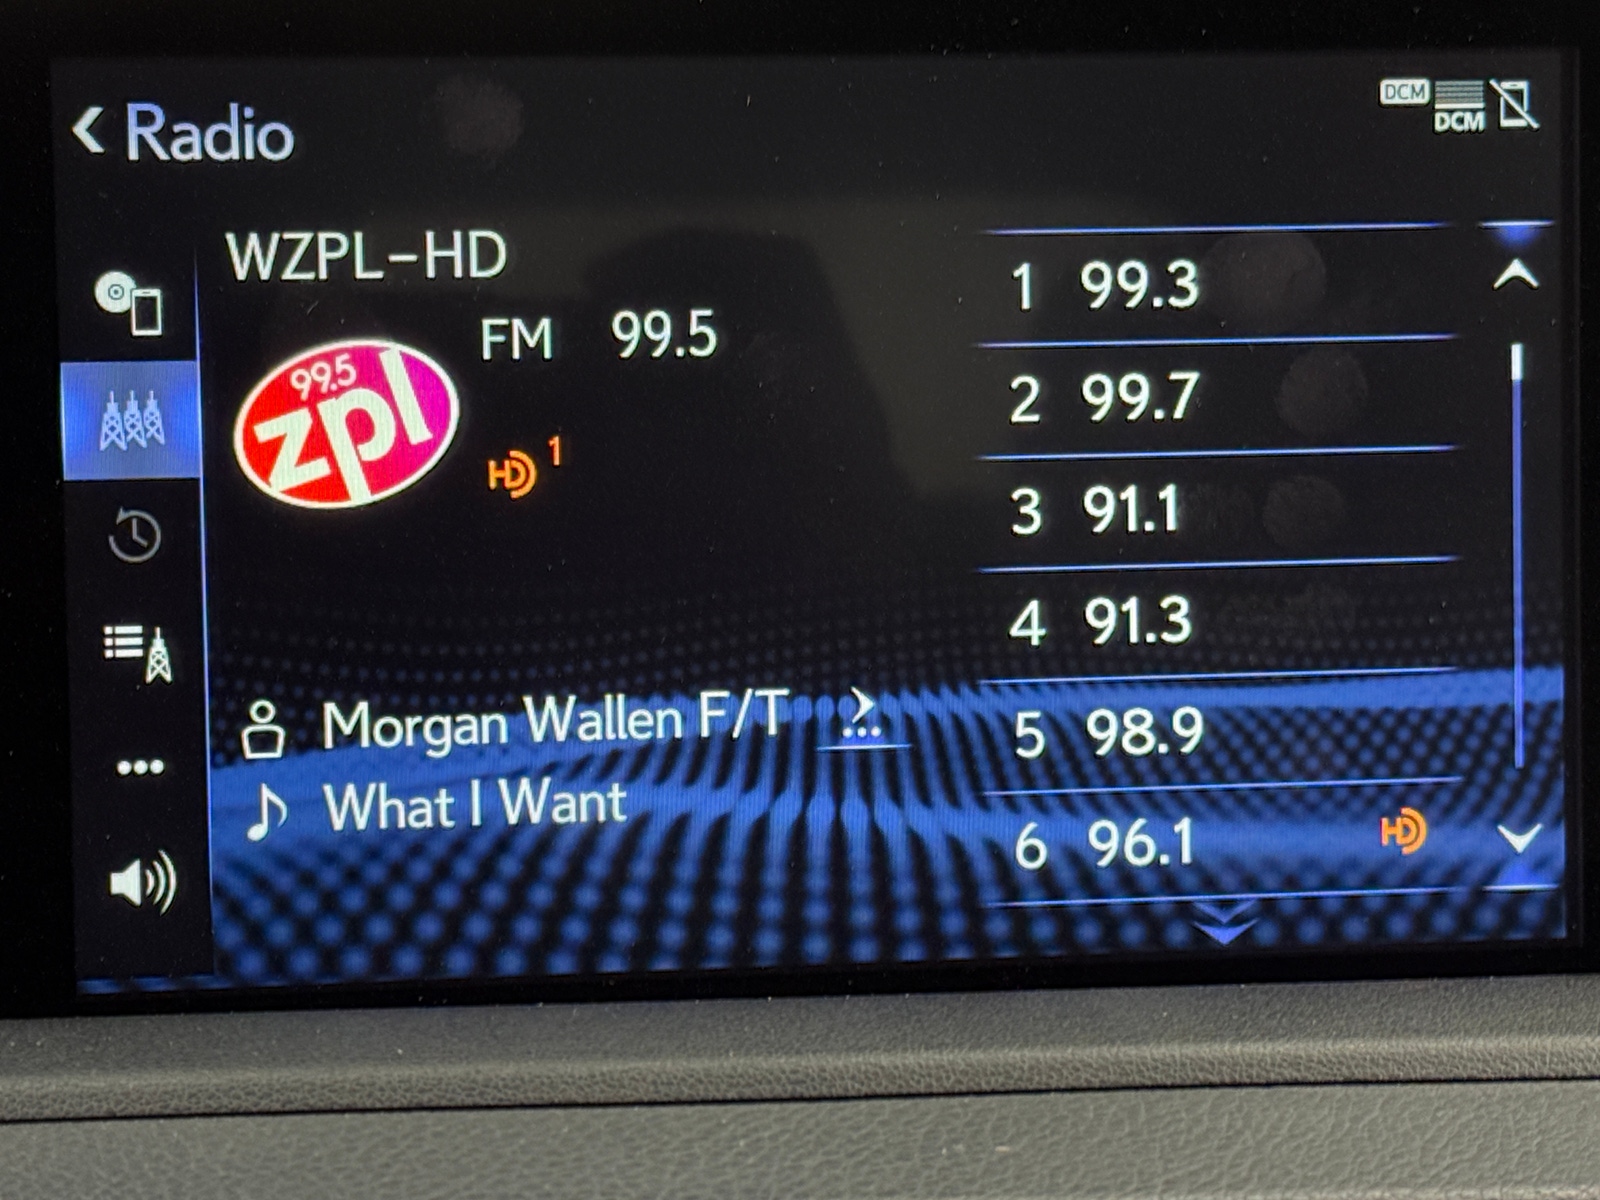 Radio
DCM
DCM
WZPL-HD
FM 99.5
99.5
zpl
HD 1
Morgan Wallen F/T
What I Want
1 99.3
2 99.7
3 91.1
4 91.3
5 98.9
6 96.1 HD